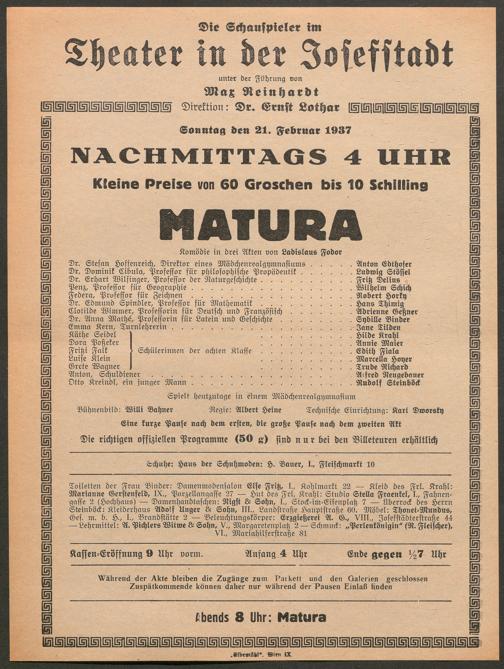 Die Schauspieler im
Theater in der Josefstadt
unter der Führung von
Max Reinhardt
Direktion: Dr. Ernst Lothar
Sonntag den 21. Februar 1937
NACHMITTAGS 4 UHR
Kleine Preise von 60 Groschen bis 10 Schilling
MATURA
Komödie in drei Akten von Ladislaus Fodor
Dr. Stefan Hoffenreich, Direktor eines Mädchenrealgymnasiums . . . Anton Edthofer
Dr. Dominik Cibula, Professor für philosophische Propädeutik . . . Ludwig Stössel
Dr. Erhart Wilfinger, Professor der Naturgeschichte . . . Fritz Delius
Penz, Professor für Geographie . . . Wilhelm Schich
Federa, Professor für Zeichnen . . . Robert Horky
Dr. Edmund Spindler, Professor für Mathematik . . . Hans Thimig
Clotilde Wimmer, Professorin für Deutsch und Französisch . . . Adrienne Geßner
Dr. Anna Mathé, Professorin für Latein und Geschichte . . . Sybille Binder
Emma Kern, Turnlehrerin . . . Jane Tilden
Käthe Seidel . . . Hilde Krahl
Dora Polleker . . . Annie Maier
Fritzi Falk } Schülerinnen der achten Klasse . . . Edith Fiala
Luise Klein . . . Marcella Hoyer
Grete Wagner . . . Trude Richard
Anton, Schuldiener . . . Alfred Neugebauer
Otto Kreindl, ein junger Mann . . . Rudolf Steinböck
Spielt heutzutage in einem Mädchenrealgymnasium
Bühnenbild: Willi Bahner Regie: Albert Heine Technische Einrichtung: Karl Dworsky
Eine kurze Pause nach dem ersten, die große Pause nach dem zweiten Akt
Die richtigen offiziellen Programme (50 g) sind nur bei den Billeteuren erhältlich
Schuhe: Haus der Schuhmoden: H. Bauer, I., Fleischmarkt 10
Toiletten der Frau Binder: Damenmodensalon Else Fritz, I., Kohlmarkt 22 — Kleid des Frl. Krahl:
Marianne Gerstenfeld, IX., Porzellangasse 27 — Hut des Frl. Krahl: Studio Stella Fraenkel, I., Fahnen-
gasse 2 (Hochhaus) — Damenhandtaschen: Nigst & Sohn, I., Stock-im-Eisenplatz 7 — Überrock des Herrn
Steinböck: Kleiderhaus Adolf Unger & Sohn, III., Landstraße Hauptstraße 60. Möbel: Thonet-Mundus,
Ges. m. b. H., I., Brandstätte 2 — Beleuchtungskörper: Erzgießerei A. G., VIII., Josefstädterstraße 44
— Lehrmittel: A. Pichlers Witwe & Sohn, V., Margaretenplatz 2 — Schmuck: „Perlenkönigin" (R. Fleischer),
VI., Mariahilferstraße 81
Kassen-Eröffnung 9 Uhr vorm. Anfang 4 Uhr Ende gegen ½7 Uhr
Während der Akte bleiben die Zugänge zum Parkett und den Galerien geschlossen
Zuspätkommende können daher nur während der Pausen Einlaß finden
Abends 8 Uhr: Matura
„Elbemühl", Wien IX.